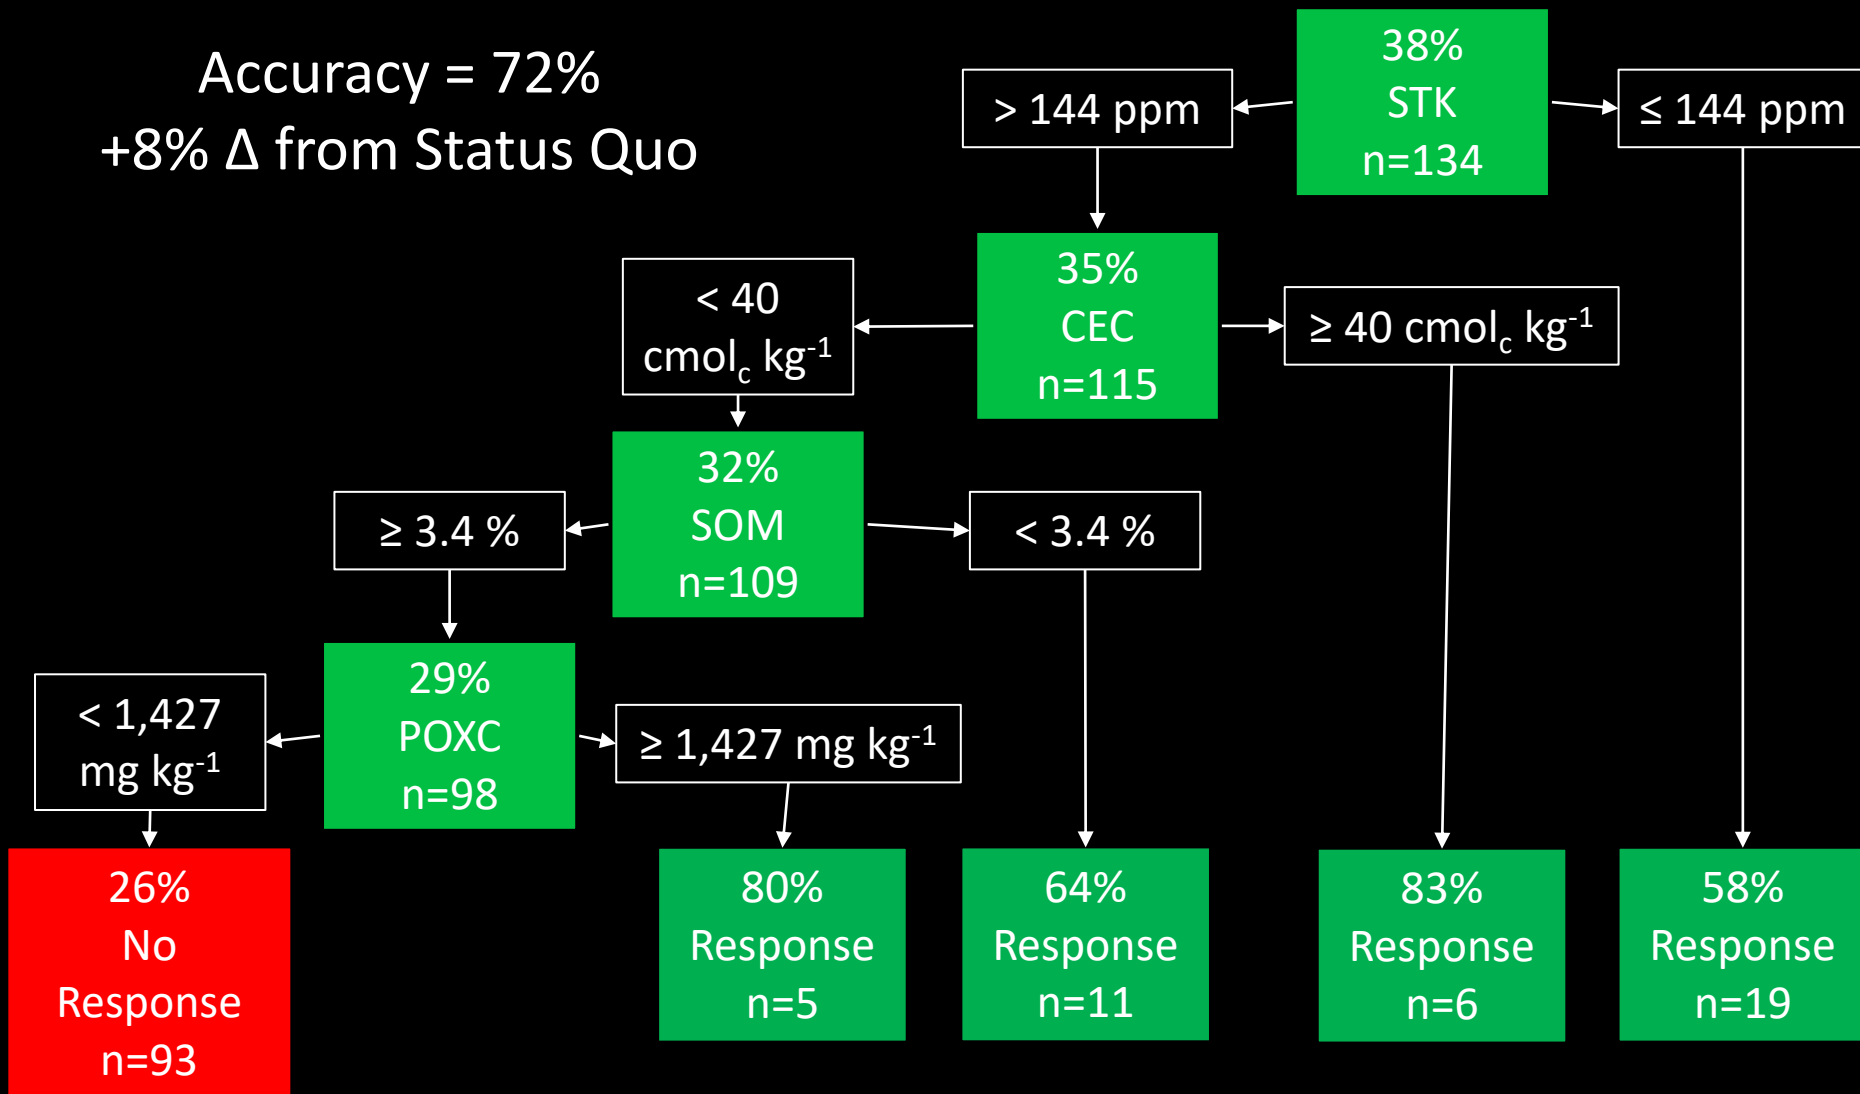 Accuracy = 72%
+8% Δ from Status Quo
38%
STK
n=134
> 144 ppm
≤ 144 ppm
35%
CEC
n=115
< 40
cmol_c kg⁻¹
≥ 40 cmol_c kg⁻¹
32%
SOM
n=109
≥ 3.4 %
< 3.4 %
29%
POXC
n=98
< 1,427
mg kg⁻¹
≥ 1,427 mg kg⁻¹
26%
No
Response
n=93
80%
Response
n=5
64%
Response
n=11
83%
Response
n=6
58%
Response
n=19